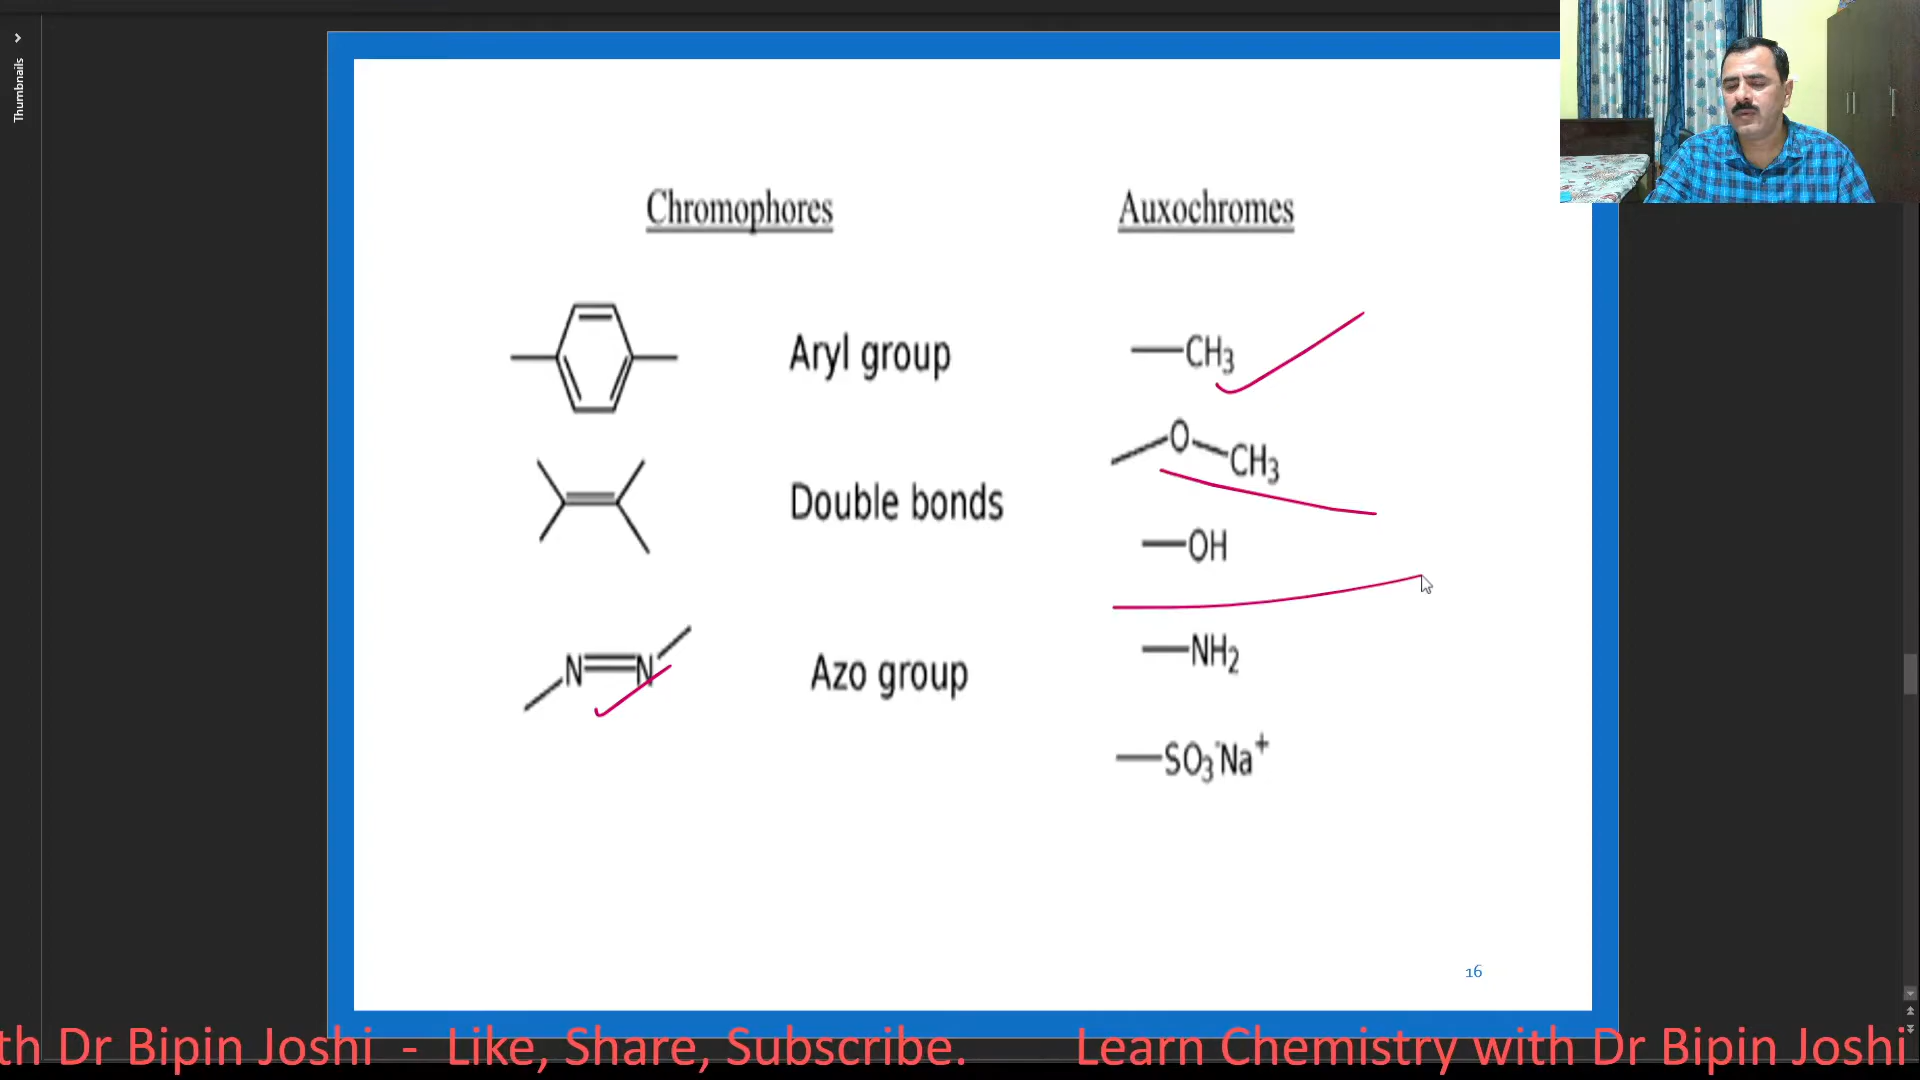 Thumbnails
Chromophores
Auxochromes
Aryl group
—CH3
O
CH3
Double bonds
—OH
—NH2
N N
Azo group
—SO3-Na+
16
th Dr Bipin Joshi - Like, Share, Subscribe. Learn Chemistry with Dr Bipin Joshi